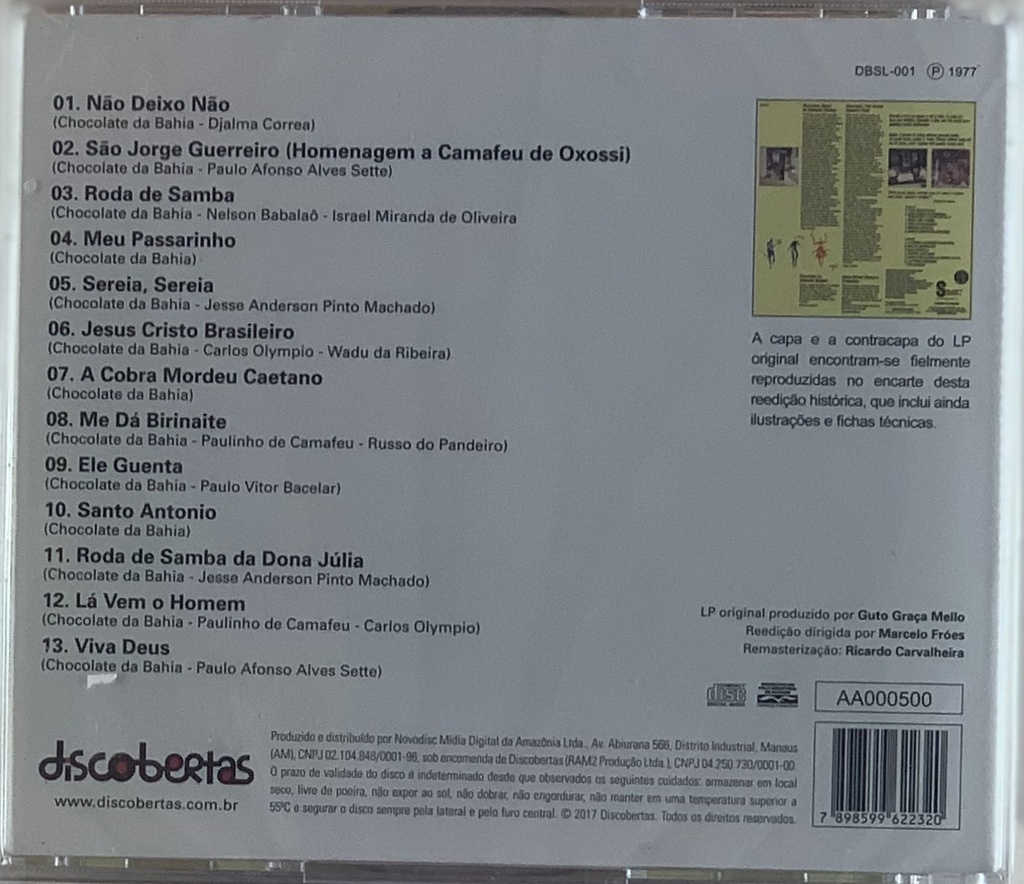 DBSL-001 Ⓟ 1977
01. Não Deixo Não
(Chocolate da Bahia - Djalma Correa)
02. São Jorge Guerreiro (Homenagem a Camafeu de Oxossi)
(Chocolate da Bahia - Paulo Afonso Alves Sette)
03. Roda de Samba
(Chocolate da Bahia - Nelson Babalaô - Israel Miranda de Oliveira
04. Meu Passarinho
(Chocolate da Bahia)
05. Sereia, Sereia
(Chocolate da Bahia - Jesse Anderson Pinto Machado)
06. Jesus Cristo Brasileiro
(Chocolate da Bahia - Carlos Olympio - Wadu da Ribeira)
07. A Cobra Mordeu Caetano
(Chocolate da Bahia)
08. Me Dá Birinaite
(Chocolate da Bahia - Paulinho de Camafeu - Russo do Pandeiro)
09. Ele Guenta
(Chocolate da Bahia - Paulo Vitor Bacelar)
10. Santo Antonio
(Chocolate da Bahia)
11. Roda de Samba da Dona Júlia
(Chocolate da Bahia - Jesse Anderson Pinto Machado)
12. Lá Vem o Homem
(Chocolate da Bahia - Paulinho de Camafeu - Carlos Olympio)
13. Viva Deus
(Chocolate da Bahia - Paulo Afonso Alves Sette)
A capa e a contracapa do LP
original encontram-se fielmente
reproduzidas no encarte desta
reedição histórica, que inclui ainda
ilustrações e fichas técnicas.
LP original produzido por Guto Graça Mello
Reedição dirigida por Marcelo Fróes
Remasterização: Ricardo Carvalheira
disc
AA000500
discobertas
www.discobertas.com.br
Produzido e distribuído por Novodisc Mídia Digital da Amazônia Ltda., Av. Abiurana 566, Distrito Industrial, Manaus
(AM), CNPJ 02.104.848/0001-96, sob encomenda de Discobertas (RAM2 Produção Ltda.), CNPJ 04.250.730/0001-00.
O prazo de validade do disco é indeterminado desde que observados os seguintes cuidados: armazenar em local
seco, livre de poeira, não expor ao sol, não dobrar, não engordurar, não manter em uma temperatura superior a
55ºC e segurar o disco sempre pela lateral e pelo furo central. © 2017 Discobertas. Todos os direitos reservados.
7 898599 622320